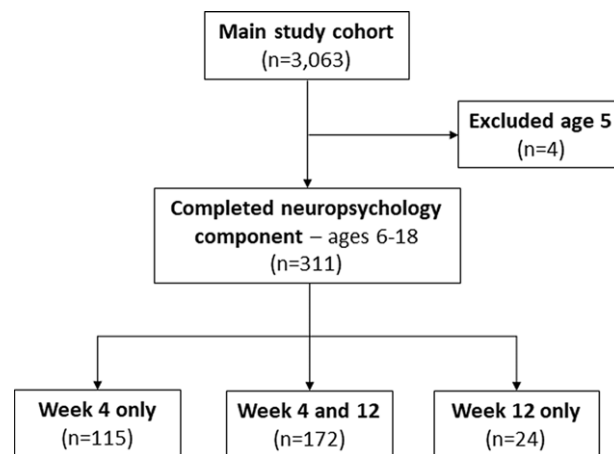 Main study cohort
(n=3,063)
Excluded age 5
(n=4)
Completed neuropsychology
component – ages 6-18
(n=311)
Week 4 only
(n=115)
Week 4 and 12
(n=172)
Week 12 only
(n=24)